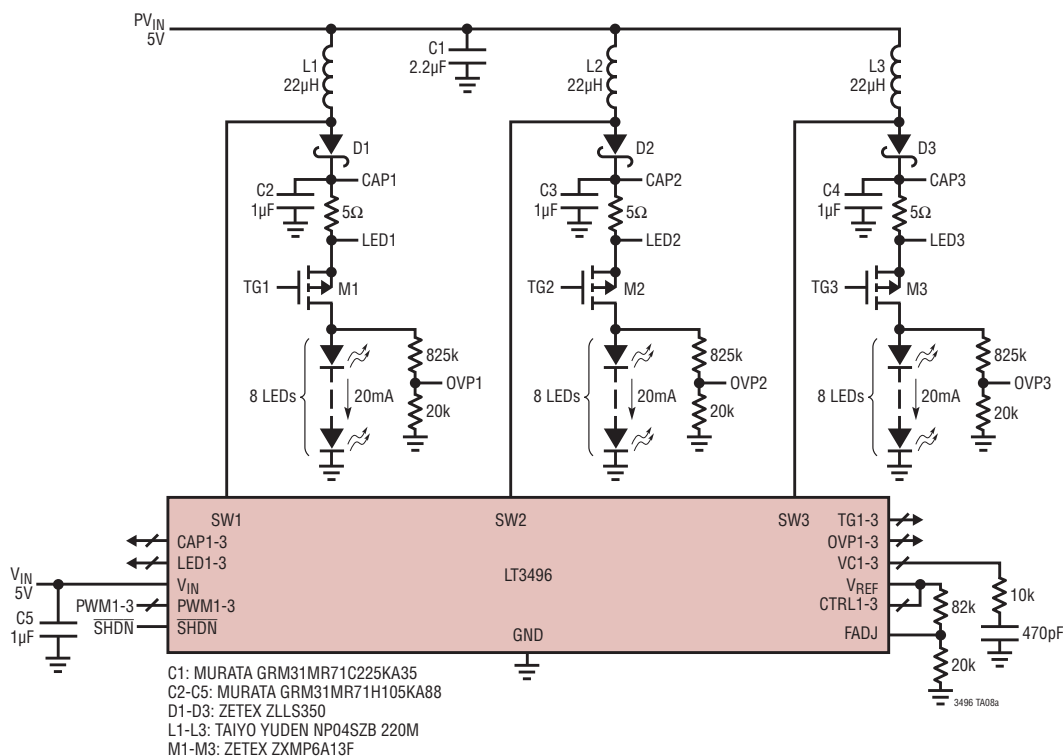 PVIN
5V
C1
2.2µF
L1
22µH
L2
22µH
L3
22µH
D1
D2
D3
CAP1
CAP2
CAP3
C2
1µF
C3
1µF
C4
1µF
5Ω
5Ω
5Ω
LED1
LED2
LED3
TG1
M1
TG2
M2
TG3
M3
825k
825k
825k
8 LEDs
20mA
OVP1
8 LEDs
20mA
OVP2
8 LEDs
20mA
OVP3
20k
20k
20k
SW1
SW2
SW3
TG1-3
CAP1-3
OVP1-3
LED1-3
LT3496
VC1-3
VIN
5V
VIN
VREF
10k
C5
1µF
PWM1-3
PWM1-3
CTRL1-3
82k
SHDN
SHDN
GND
FADJ
470pF
20k
C1: MURATA GRM31MR71C225KA35
C2-C5: MURATA GRM31MR71H105KA88
D1-D3: ZETEX ZLLS350
L1-L3: TAIYO YUDEN NP04SZB 220M
M1-M3: ZETEX ZXMP6A13F
3496 TA08a